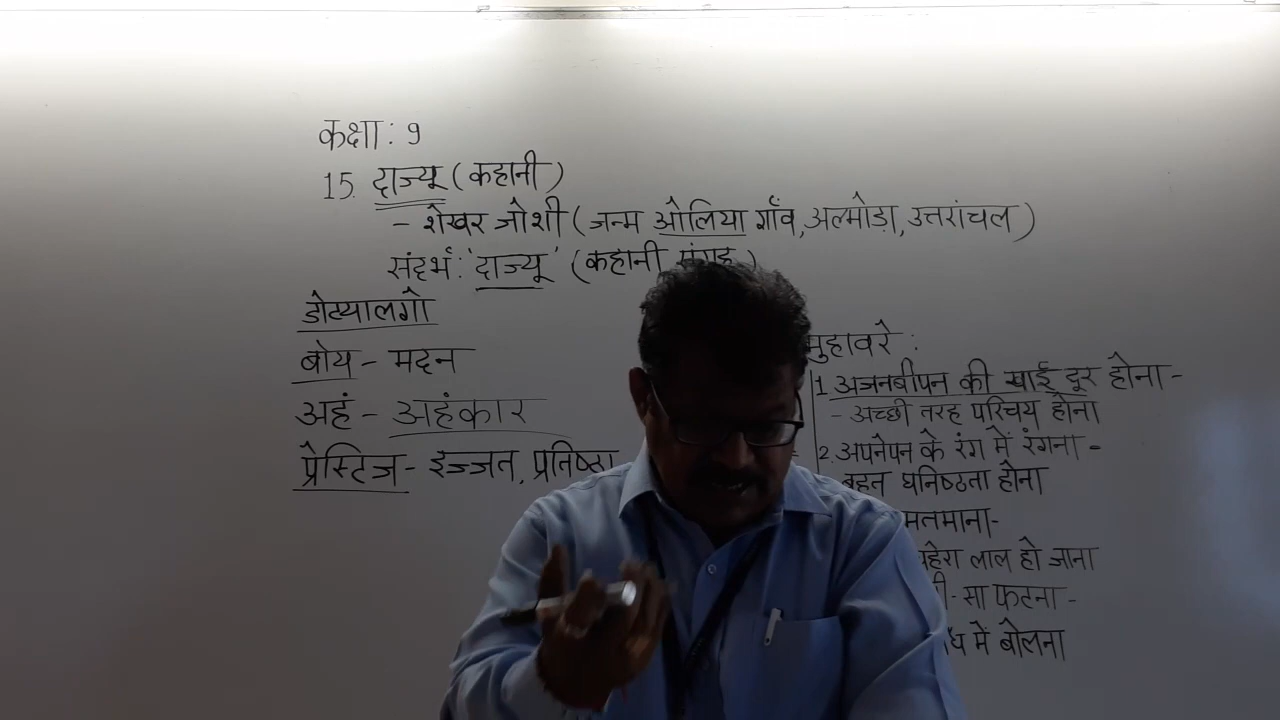 कक्षा: 9
15. दाज्यू (कहानी)
- शेखर जोशी (जन्म ओलिया गाँव, अल्मोड़ा, उत्तरांचल)
संदर्भ: 'दाज्यू' (कहानी संग्रह)
डोट्यालगो
बोय - मदन
अहं - अहंकार
प्रेस्टिज - इज्जत, प्रतिष्ठा
मुहावरे :
1 अजनबीपन की खाई दूर होना -
- अच्छी तरह परिचय होना
2. अपनेपन के रंग में रंगना -
बहुत घनिष्ठता होना
मतमाना-
चहेरा लाल हो जाना
- सा फटना -
में बोलना